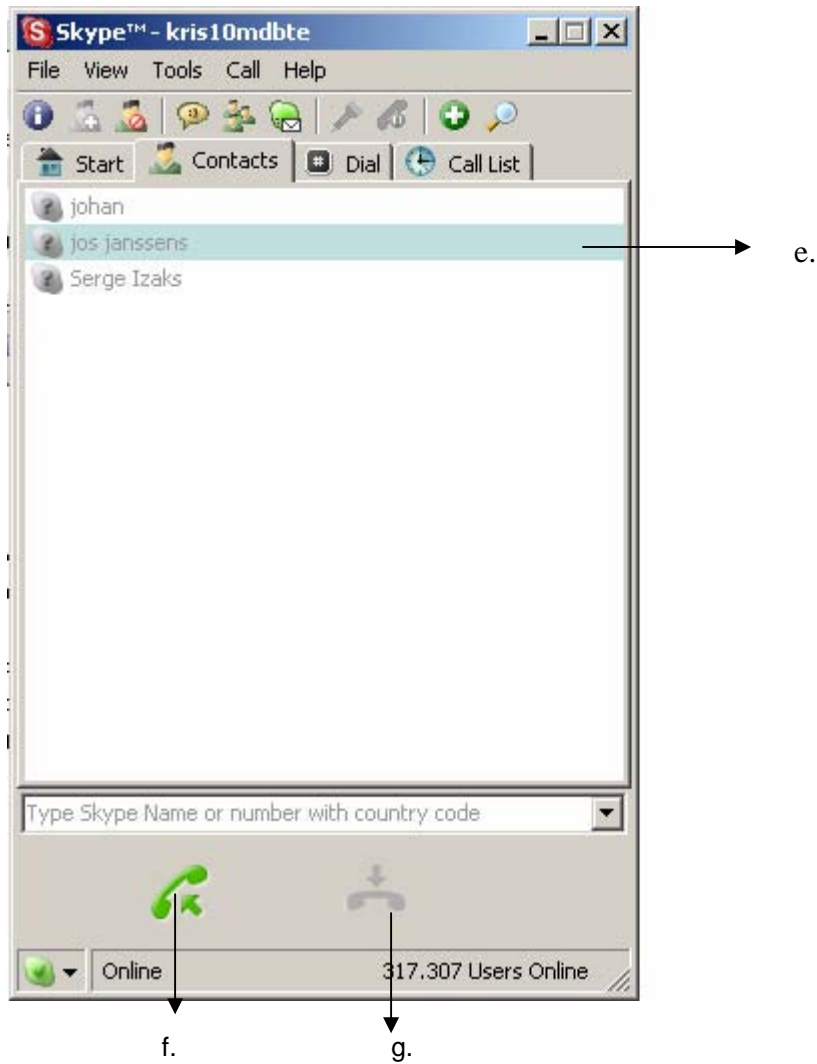 Skype™ - kris10mdbte
File View Tools Call Help
Start Contacts Dial Call List
johan
jos janssens
e.
Serge Izaks
Type Skype Name or number with country code
Online 317.307 Users Online
f. g.